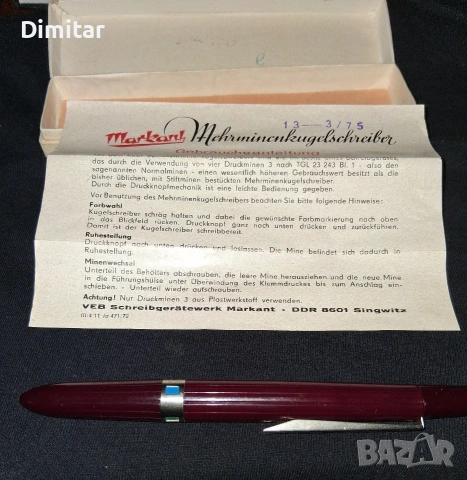 Dimitar
13 — 3/75
Markant Mehrminenkugelschreiber
Gebrauchsanleitung
das durch die Verwendung von vier Druckminen 3 nach TGL 23 243 Bl. 1 - also den
sogenannten Normalminen - einen wesentlich höheren Gebrauchswert besitzt als die
bisher üblichen, mit Stiftminen bestückten Mehrminenkugelschreiber.
Durch die Druckknopfmechanik ist eine leichte Bedienung gegeben.
Vor Benutzung des Mehrminenkugelschreibers beachten Sie bitte folgende Hinweise:
Farbwahl
Kugelschreiber schräg halten und dabei die gewünschte Farbmarkierung nach oben
in das Blickfeld rücken. Druckknopf ganz nach unten drücken und zurückführen.
Damit ist der Kugelschreiber schreibbereit.
Ruhestellung
Druckknopf nach unten drücken und loslassen. Die Mine befindet sich dadurch in
Ruhestellung.
Minenwechsel
Unterteil des Behälters abschrauben, die leere Mine herausziehen und die neue Mine
in die Führungshülse unter Überwindung des Klemmdruckes bis zum Anschlag ein-
schieben. - Unterteil wieder aufschrauben.
Achtung! Nur Druckminen 3 aus Plastwerkstoff verwenden.
VEB Schreibgerätewerk Markant - DDR 8601 Singwitz
BAZAR